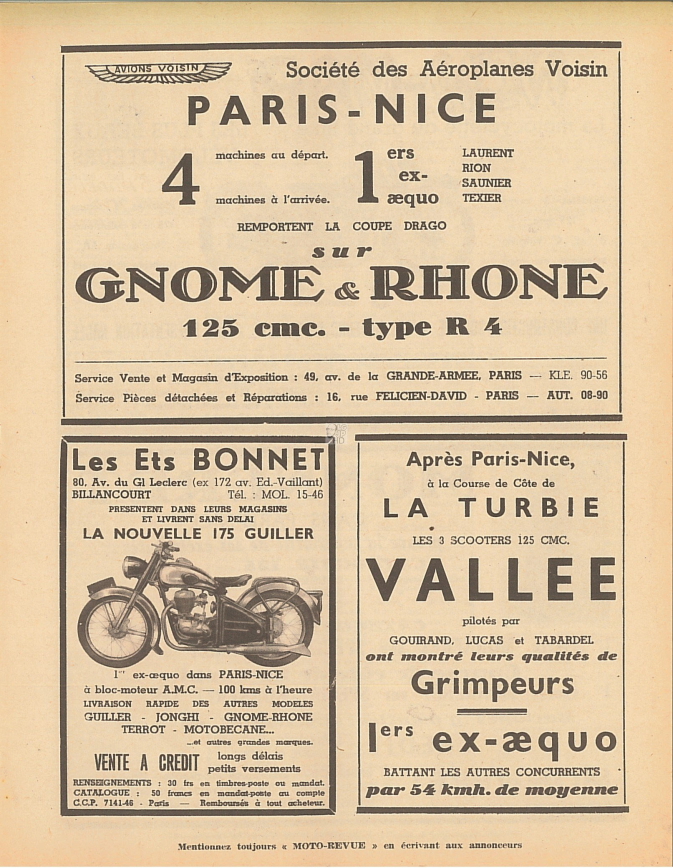 AVIONS VOISIN
Société des Aéroplanes Voisin
PARIS-NICE
4 machines au départ.
machines à l'arrivée.
1 ers
ex-
æquo
LAURENT
RION
SAUNIER
TEXIER
REMPORTENT LA COUPE DRAGO
sur
GNOME & RHONE
125 cmc. - type R 4
Service Vente et Magasin d'Exposition : 49, av. de la GRANDE-ARMEE, PARIS — KLE. 90-56
Service Pièces détachées et Réparations : 16, rue FELICIEN-DAVID - PARIS — AUT. 08-90
Les Ets BONNET
80, Av. du Gl Leclerc (ex 172 av. Ed.-Vaillant)
BILLANCOURT Tél. : MOL. 15-46
PRESENTENT DANS LEURS MAGASINS
ET LIVRENT SANS DELAI
LA NOUVELLE 175 GUILLER
1er ex-æquo dans PARIS-NICE
à bloc-moteur A.M.C. — 100 kms à l'heure
LIVRAISON RAPIDE DES AUTRES MODELES
GUILLER - JONGHI - GNOME-RHONE
TERROT - MOTOBECANE...
...et autres grandes marques.
VENTE A CREDIT longs délais
petits versements
RENSEIGNEMENTS : 30 frs en timbres-poste ou mandat.
CATALOGUE : 50 francs en mandat-poste au compte
C.C.P. 7141-46 - Paris — Remboursés à tout acheteur.
Après Paris-Nice,
à la Course de Côte de
LA TURBIE
LES 3 SCOOTERS 125 CMC.
VALLEE
pilotés par
GOUIRAND, LUCAS et TABARDEL
ont montré leurs qualités de
Grimpeurs
1ers ex-æquo
BATTANT LES AUTRES CONCURRENTS
par 54 kmh. de moyenne
Mentionnez toujours « MOTO-REVUE » en écrivant aux annonceurs